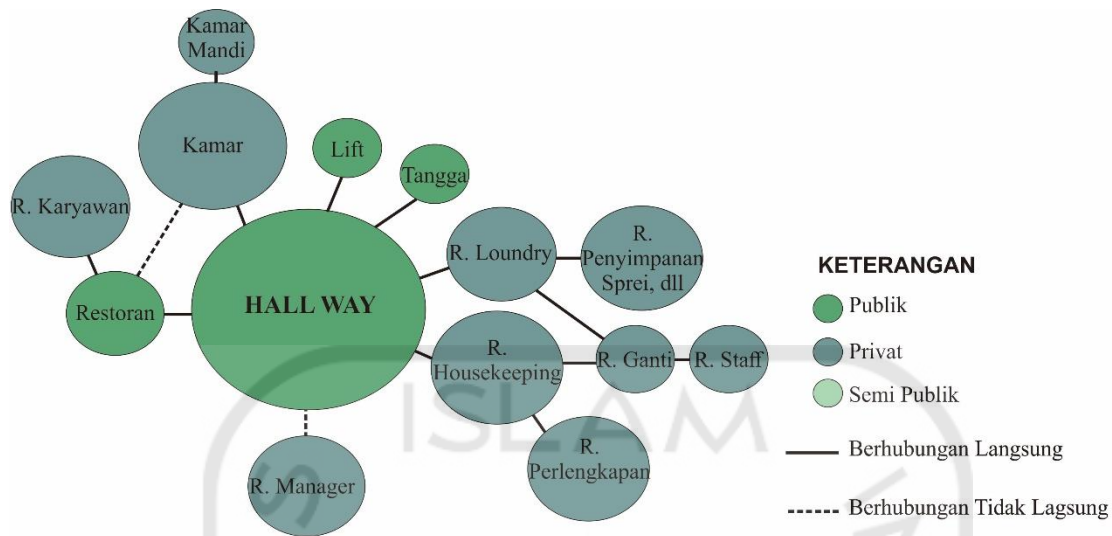 Kamar
Mandi
Kamar
Lift
Tangga
R. Karyawan
R. Loundry
R.
Penyimpanan
Sprei, dll
HALL WAY
Restoran
R.
Housekeeping
R. Ganti
R. Staff
R.
Perlengkapan
R. Manager
KETERANGAN
Publik
Privat
Semi Publik
Berhubungan Langsung
Berhubungan Tidak Lagsung
ISLAM
S